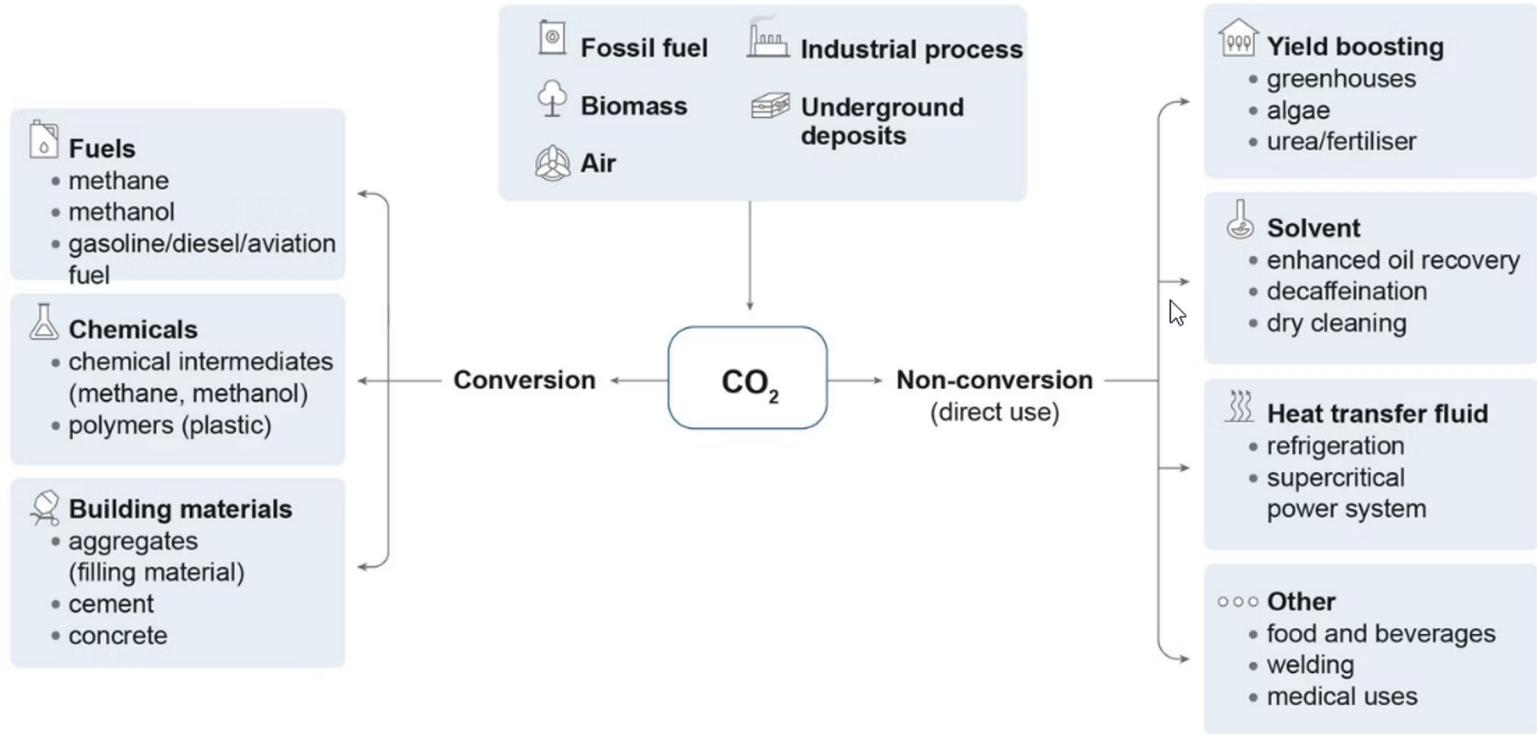 Fossil fuel
Industrial process
Biomass
Underground
deposits
Air
Fuels
methane
methanol
gasoline/diesel/aviation
fuel
Chemicals
chemical intermediates
(methane, methanol)
polymers (plastic)
Building materials
aggregates
(filling material)
cement
concrete
Conversion
CO₂
Non-conversion
(direct use)
Yield boosting
greenhouses
algae
urea/fertiliser
Solvent
enhanced oil recovery
decaffeination
dry cleaning
Heat transfer fluid
refrigeration
supercritical
power system
Other
food and beverages
welding
medical uses